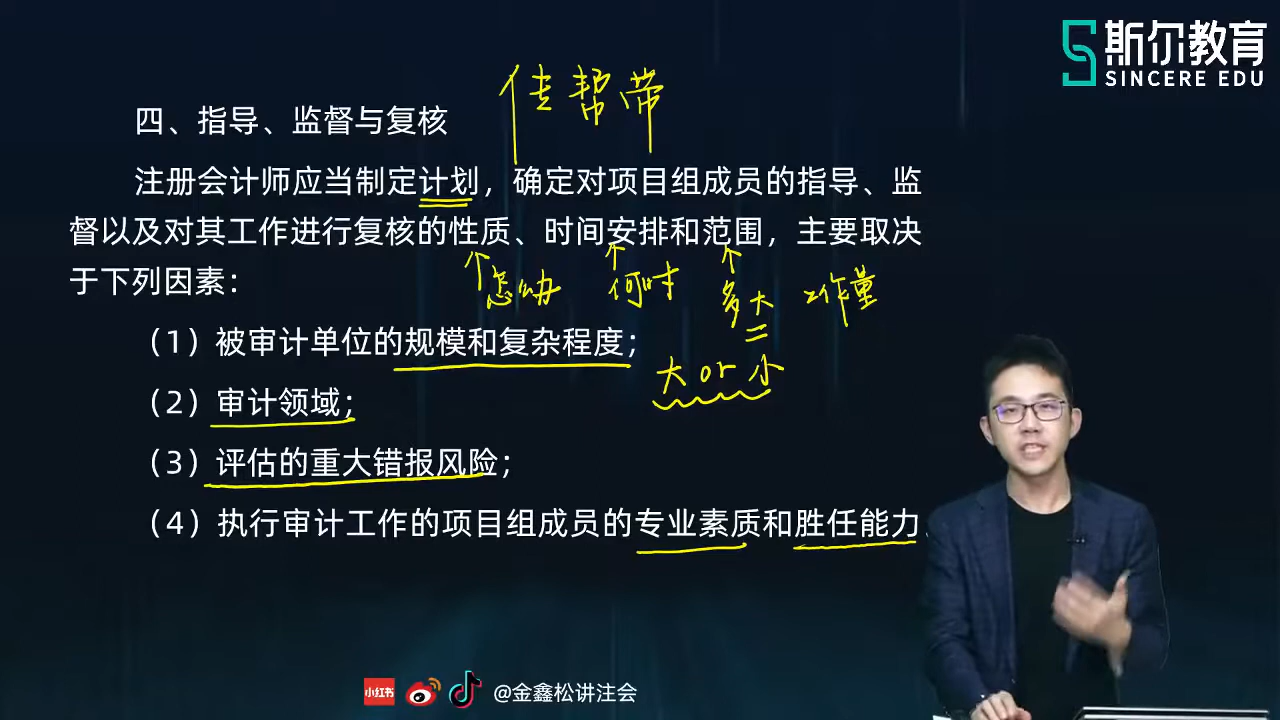 斯尔教育
SINCERE EDU
传帮带
四、指导、监督与复核
注册会计师应当制定计划，确定对项目组成员的指导、监
督以及对其工作进行复核的性质、时间安排和范围，主要取决
于下列因素：
怎么办 何时 多大 工作量
（1）被审计单位的规模和复杂程度；
大 or 小
（2）审计领域；
（3）评估的重大错报风险；
（4）执行审计工作的项目组成员的专业素质和胜任能力
小红书
@金鑫松讲注会